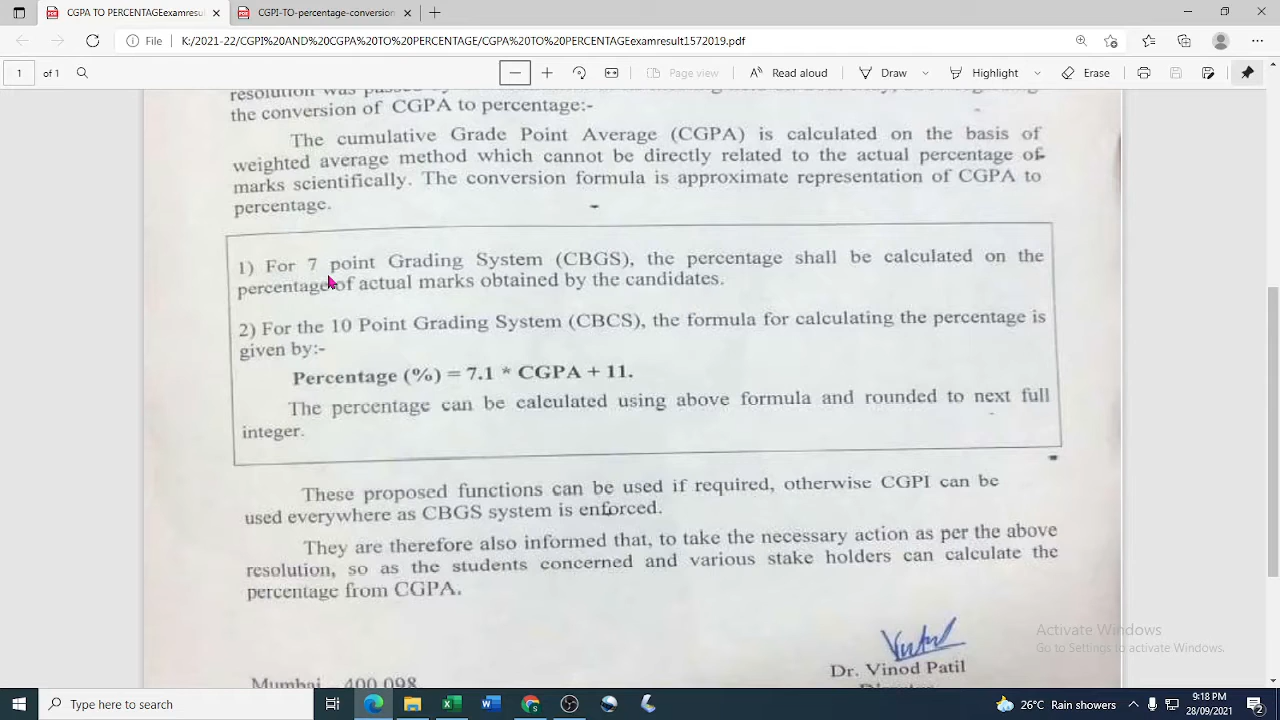 CGPA TO PERCENTAGEexamresul
CGPI-TO-percentage-conversion
File K:/2021-22/CGPI%20AND%20CGPA%20TO%20PERCENTAGE/CGPA%20TO%20PERCENTAGEexamresult1572019.pdf
1 of 1 Page view Read aloud Draw Highlight Erase
resolution was
the conversion of CGPA to percentage:-
The cumulative Grade Point Average (CGPA) is calculated on the basis of
weighted average method which cannot be directly related to the actual percentage of
marks scientifically. The conversion formula is approximate representation of CGPA to
percentage.
1) For 7 point Grading System (CBGS), the percentage shall be calculated on the
percentage of actual marks obtained by the candidates.
2) For the 10 Point Grading System (CBCS), the formula for calculating the percentage is
given by:-
Percentage (%) = 7.1 * CGPA + 11.
The percentage can be calculated using above formula and rounded to next full
integer.
These proposed functions can be used if required, otherwise CGPI can be
used everywhere as CBGS system is enforced.
They are therefore also informed that, to take the necessary action as per the above
resolution, so as the students concerned and various stake holders can calculate the
percentage from CGPA.
Dr. Vinod Patil
Mumbai – 400 098.
Activate Windows
Go to Settings to activate Windows.
Type here to search
26°C Rain showers
9:18 PM
28/09/2021
2